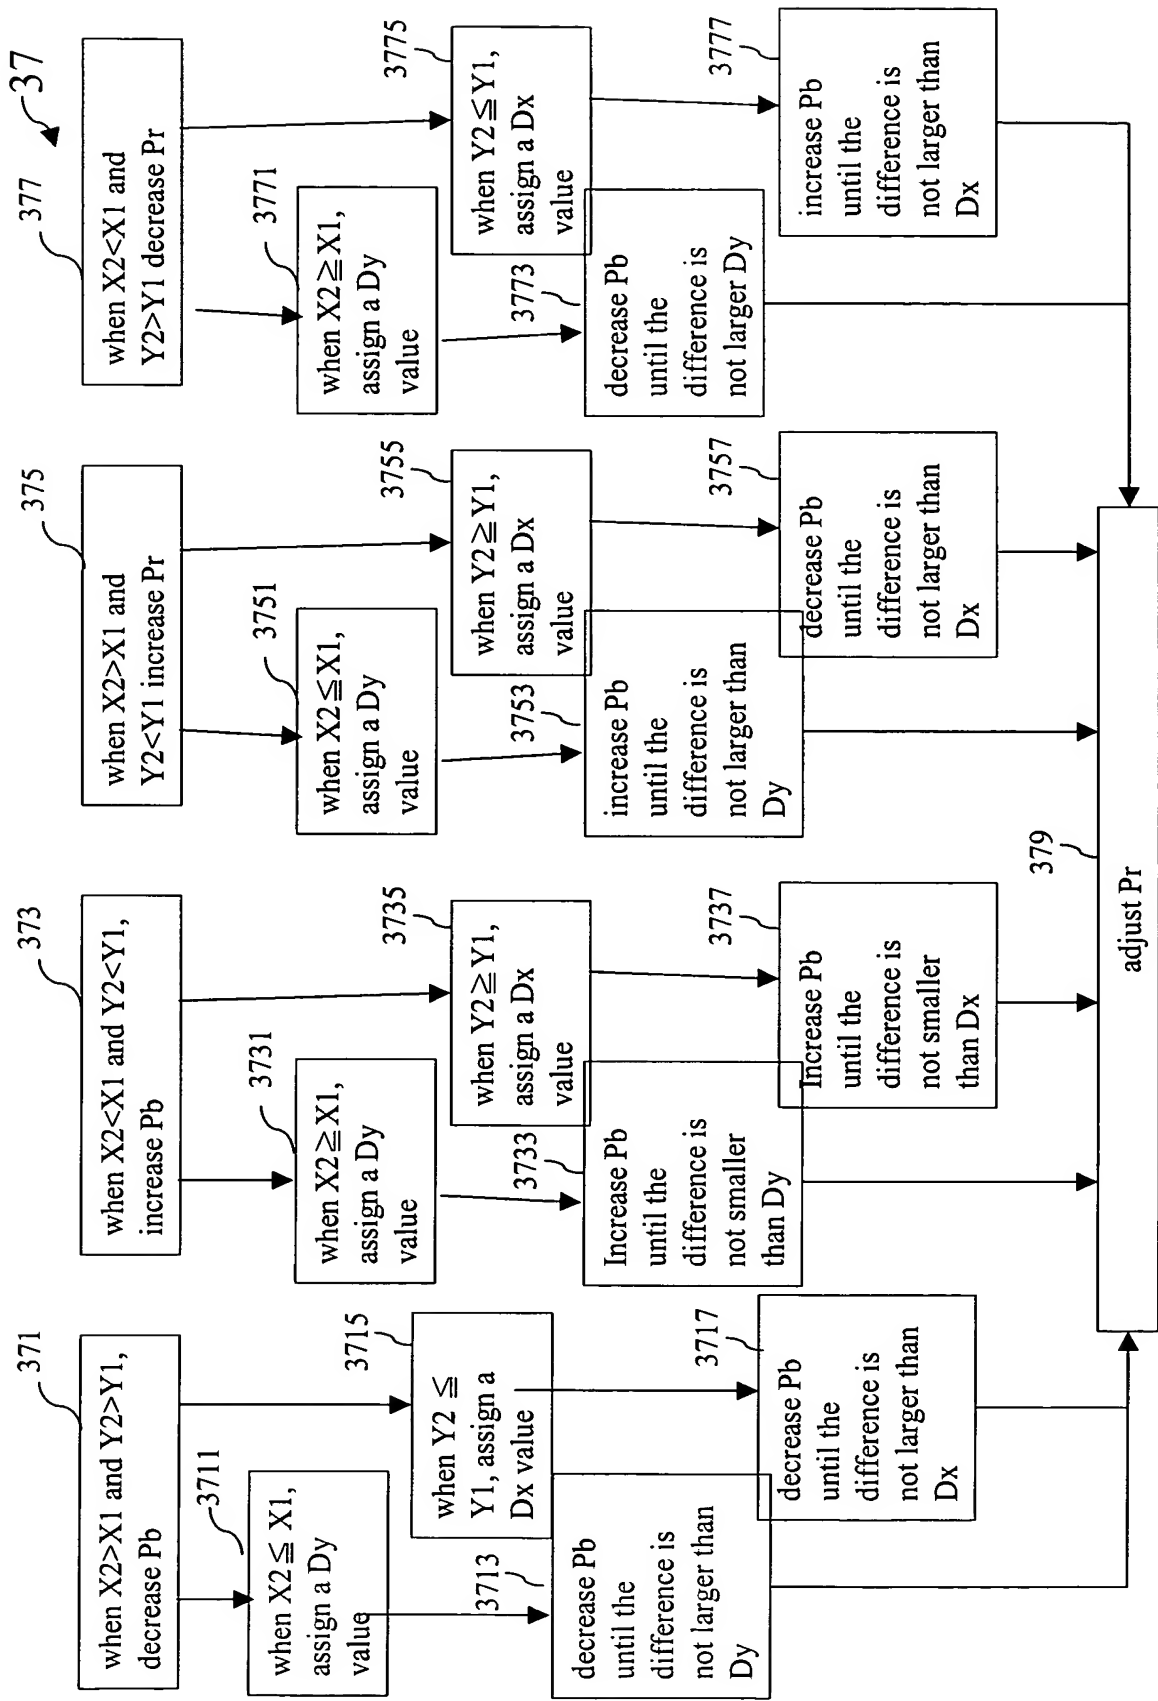 37
371
when X2>X1 and Y2>Y1,
decrease Pb
3711
when X2≦ X1,
assign a Dy
value
3713
decrease Pb
until the
difference is
not larger than
Dy
3715
when Y2 ≦
Y1, assign a
Dx value
3717
decrease Pb
until the
difference is
not larger than
Dx
373
when X2<X1 and Y2<Y1,
increase Pb
3731
when X2≧X1,
assign a Dy
value
3733
Increase Pb
until the
difference is
not smaller
than Dy
3735
when Y2≧Y1,
assign a Dx
value
3737
Increase Pb
until the
difference is
not smaller
than Dx
375
when X2>X1 and
Y2<Y1 increase Pr
3751
when X2≦X1,
assign a Dy
value
3753
increase Pb
until the
difference is
not larger than
Dy
3755
when Y2≧Y1,
assign a Dx
value
3757
decrease Pb
until the
difference is
not larger than
Dx
377
when X2<X1 and
Y2>Y1 decrease Pr
3771
when X2≧X1,
assign a Dy
value
3773
decrease Pb
until the
difference is
not larger Dy
3775
when Y2≦Y1,
assign a Dx
value
3777
increase Pb
until the
difference is
not larger than
Dx
379
adjust Pr